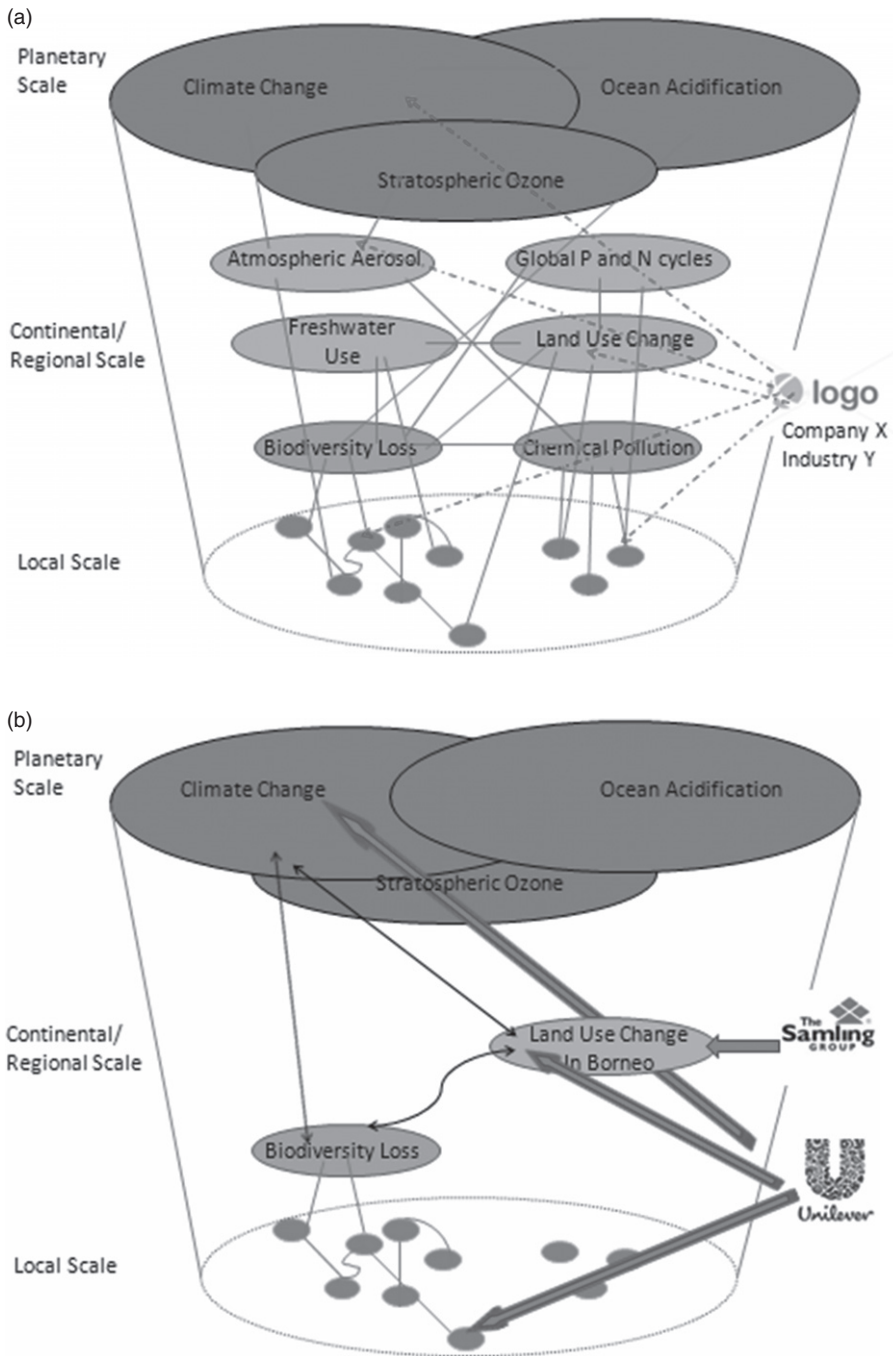 (a)
Planetary
Scale
Climate Change
Ocean Acidification
Stratospheric Ozone
Atmospheric Aerosol
Global P and N cycles
Continental/
Regional Scale
Freshwater
Use
Land Use Change
logo
Company X
Industry Y
Biodiversity Loss
Chemical Pollution
Local Scale
(b)
Planetary
Scale
Climate Change
Ocean Acidification
Stratospheric Ozone
Continental/
Regional Scale
Land Use Change
In Borneo
The
Samling
GROUP
Biodiversity Loss
Unilever
Local Scale